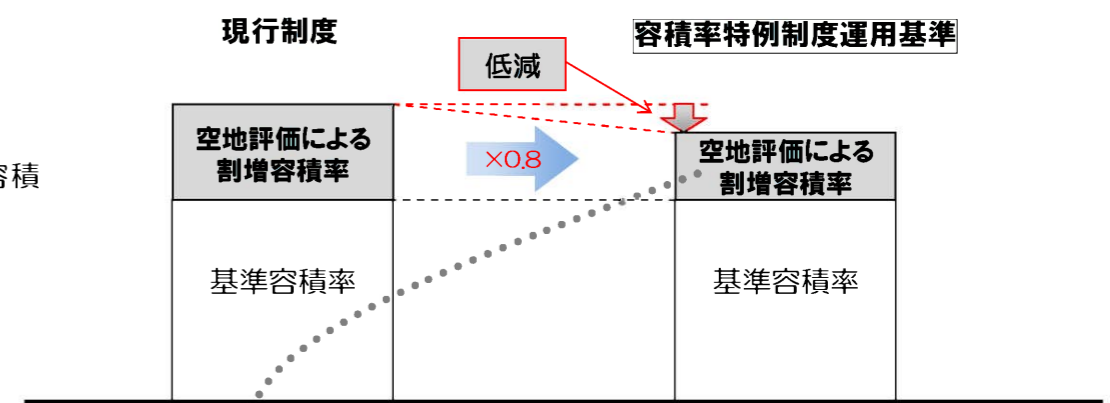 現行制度
容積率特例制度運用基準
低減
空地評価による
割増容積率
×0.8
空地評価による
割増容積率
容積
基準容積率
基準容積率